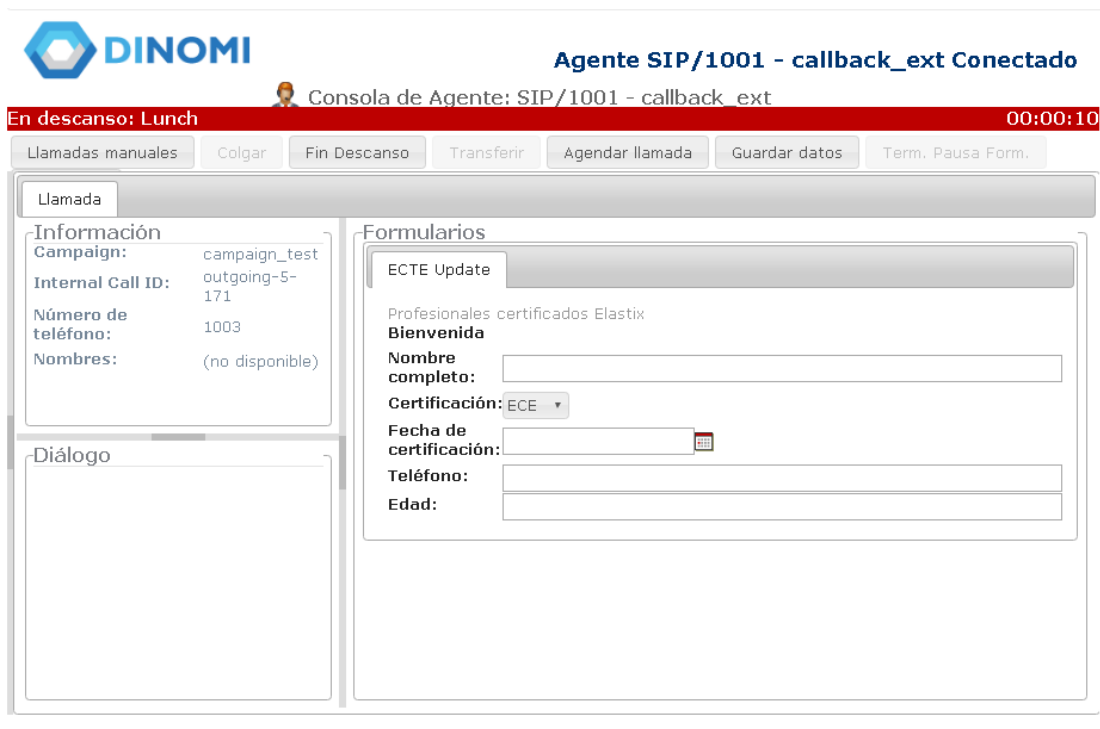 DINOMI
Agente SIP/1001 - callback_ext Conectado
Consola de Agente: SIP/1001 - callback_ext
En descanso: Lunch 00:00:10
Llamadas manuales Colgar Fin Descanso Transferir Agendar llamada Guardar datos Term. Pausa Form.
Llamada
Información
Campaign: campaign_test
Internal Call ID: outgoing-5-
171
Número de
teléfono: 1003
Nombres: (no disponible)
Diálogo
Formularios
ECTE Update
Profesionales certificados Elastix
Bienvenida
Nombre
completo:
Certificación: ECE
Fecha de
certificación:
Teléfono:
Edad: